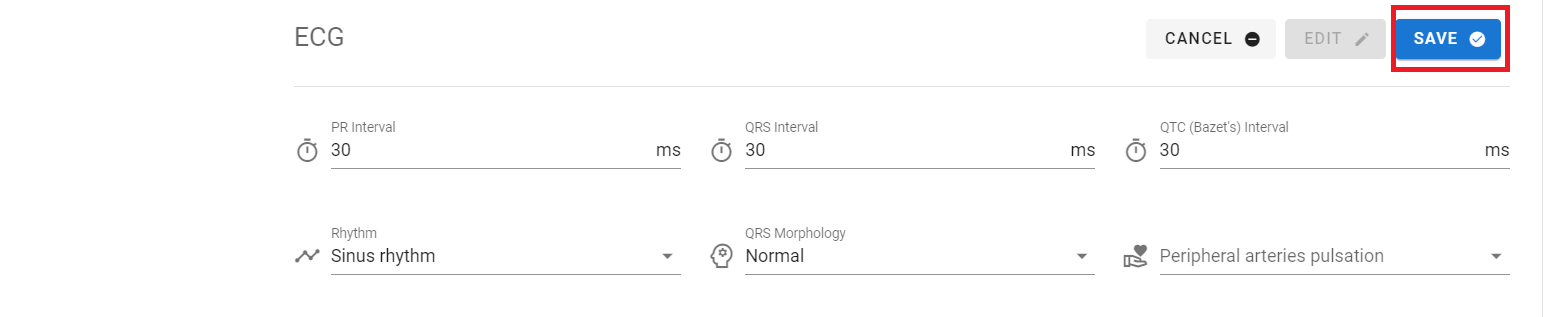 ECG
CANCEL
EDIT
SAVE
PR Interval
30 ms
QRS Interval
30 ms
QTC (Bazet's) Interval
30 ms
Rhythm
Sinus rhythm
QRS Morphology
Normal
Peripheral arteries pulsation